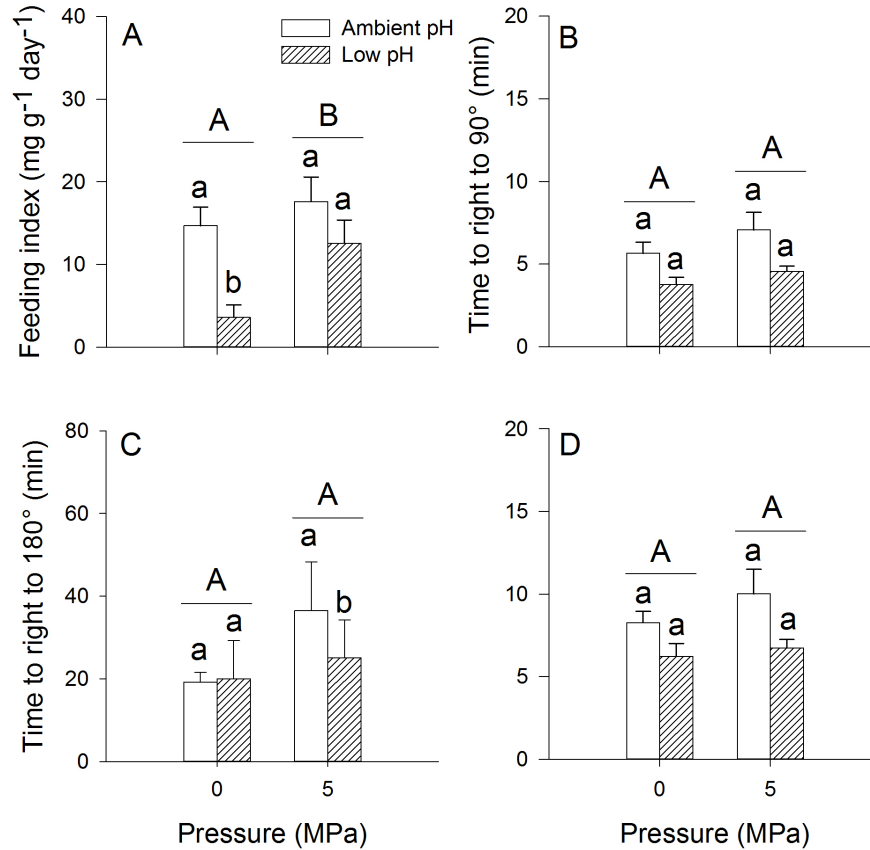 A
Ambient pH
Low pH
Feeding index (mg g-1 day-1)
40
30
20
10
0
A
B
a
b
a
a
B
Time to right to 90° (min)
20
15
10
5
0
A
A
a
a
a
a
C
Time to right to 180° (min)
80
60
40
20
0
A
A
a
a
a
b
0
5
Pressure (MPa)
D
20
15
10
5
0
A
A
a
a
a
a
0
5
Pressure (MPa)